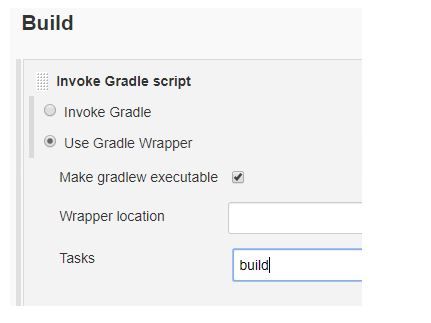 Build
Invoke Gradle script
Invoke Gradle
Use Gradle Wrapper
Make gradlew executable
Wrapper location
Tasks build